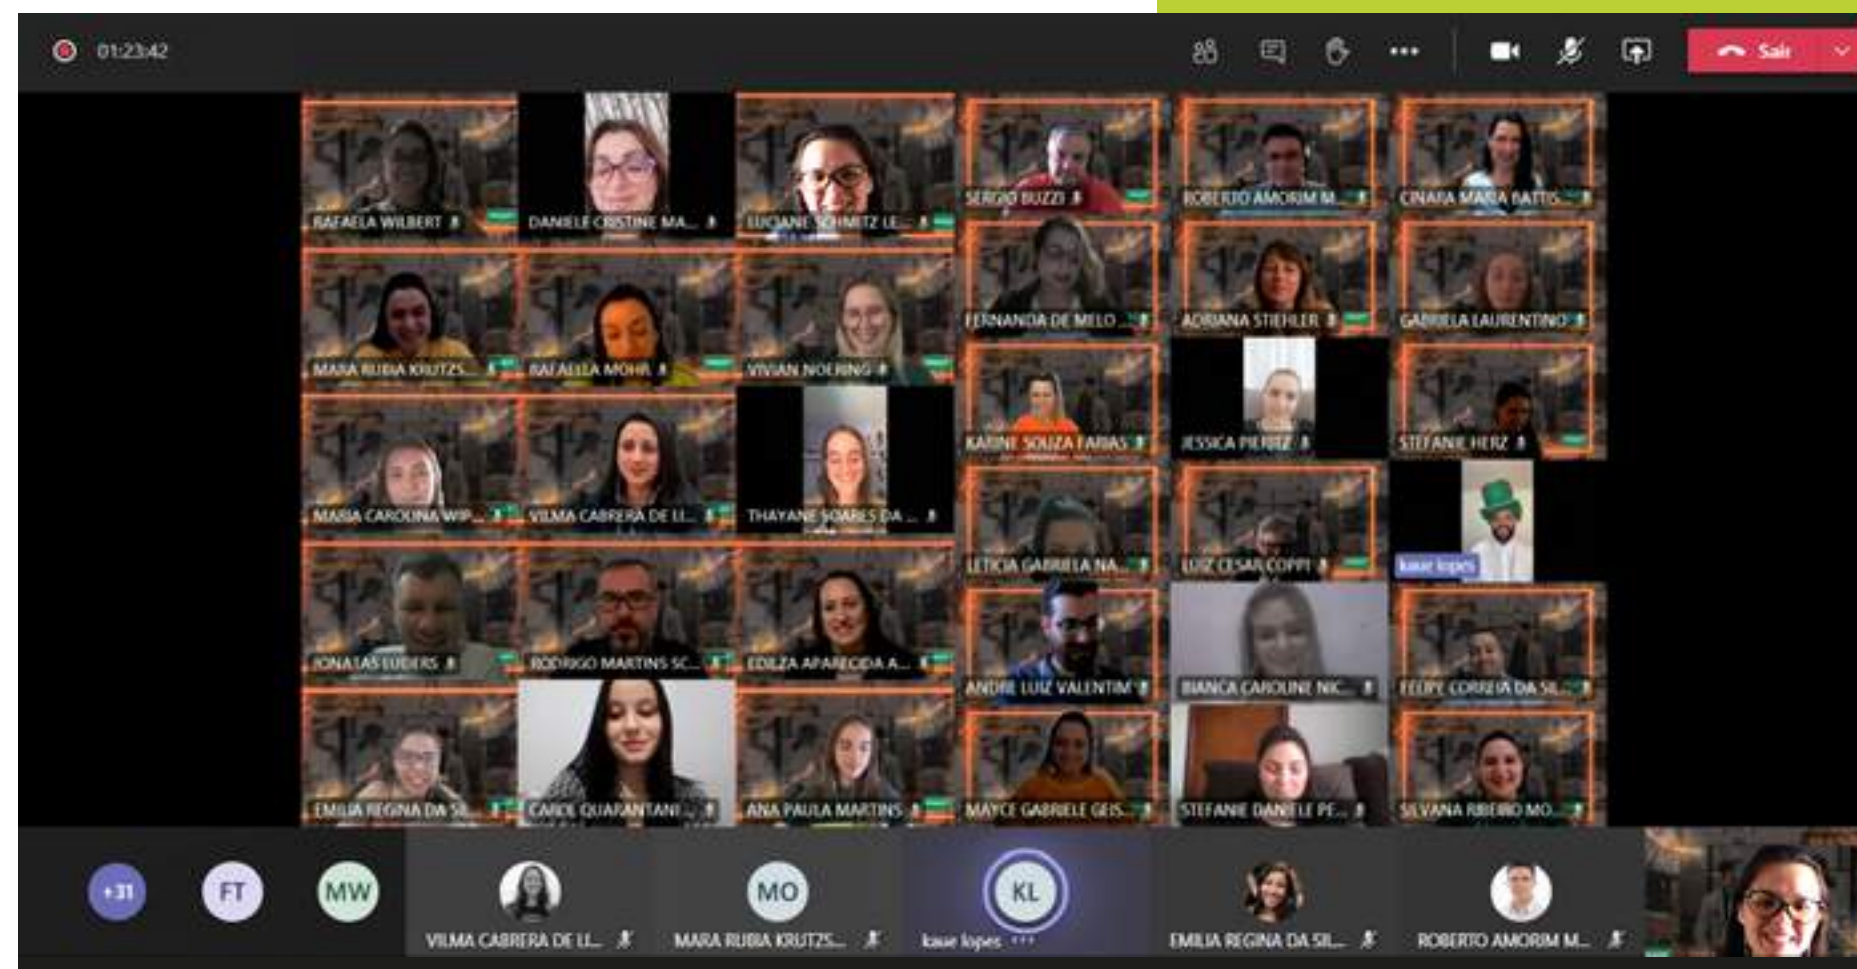 01:23:42
Sair
RAFAELA WILBERT
DANIELE CRISTINE MA...
LUCIANE SCHMITZ LE...
SERGIO BUZZI
ROBERTO AMORIM M...
CINARA MARIA BATTIS...
FERNANDA DE MELO ...
ADRIANA STIEHLER
GABRIELA LAURENTINO
MARA RUBIA KRUTZS...
RAFAELLA MOHR
VIVIAN NOERING
KARINE SOUZA FARIAS
JESSICA
STEFANIE HERZ
MARIA CAROLINA WIP...
VILMA CABRERA DE LI...
THAYANE SOARES DA ...
LETICIA GABRIELA NA...
LUIZ CESAR COPPI
kaue lopes
JONATAS LUDERS
RODRIGO MARTINS SC...
EDILZA APARECIDA A...
ANDRE LUIZ VALENTIM
BIANCA CAROLINE NIC...
FELIPE CORREIA DA SIL...
EMILIA REGINA DA SIL...
CAROL QUARANTANI ...
ANA PAULA MARTINS
MAYCE GABRIELE GEIS...
STEFANIE DANIELE PE...
SILVANA RIBEIRO MO...
+31
FT
MW
VILMA CABRERA DE LI...
MO
MARA RUBIA KRUTZS...
KL
kaue lopes ...
EMILIA REGINA DA SIL...
ROBERTO AMORIM M...